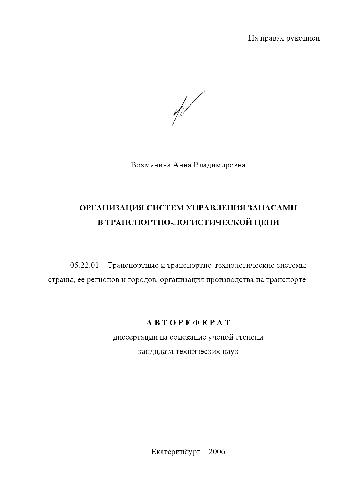 На правах рукописи
Вохмянина Анна Владимировна
ОРГАНИЗАЦИЯ СИСТЕМ УПРАВЛЕНИЯ ЗАПАСАМИ
В ТРАНСПОРТНО-ЛОГИСТИЧЕСКОЙ ЦЕПИ
05.22.01 – Транспортные и транспортно-технологические системы
страны, ее регионов и городов, организация производства на транспорте
АВТОРЕФЕРАТ
диссертации на соискание ученой степени
кандидата технических наук
Екатеринбург – 2006